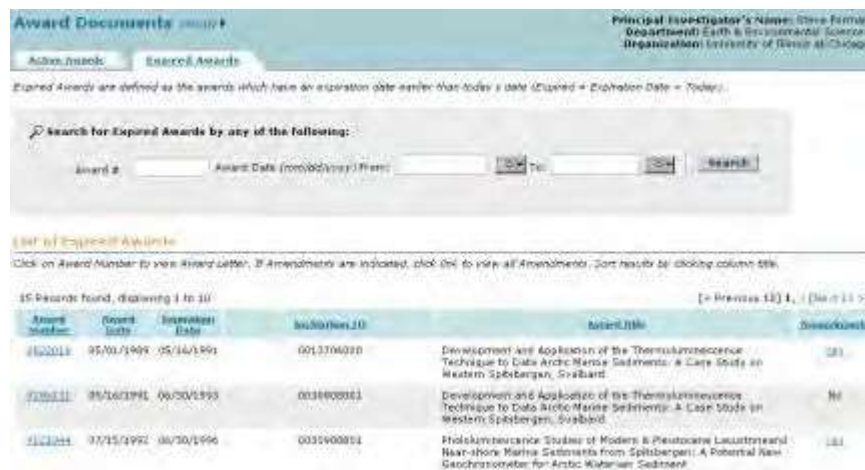 Award Documents
Principal Investigator's Name: Steve Forman
Department: Earth & Environmental Science
Organization: University of Illinois at Chicago
Active Awards Expired Awards
Expired Awards are defined as the awards which have an expiration date earlier than today's date (Expired = Expiration Date < Today).
Search for Expired Awards by any of the following:
Award # Award Date (mm/dd/yyyy) From: To: Search
List of Expired Awards
Click on Award Number to view Award Letter. If Amendments are indicated, click link to view all Amendments. Sort results by clicking column title.
15 Records found, displaying 1 to 10 [< Previous 10] 1,
Award Number Award Date Expiration Date Institution ID Award Title
05/01/1989 05/16/1991 Development and Application of the Thermoluminescence
Technique to Date Arctic Marine Sediments: A Case Study on
Western Spitsbergen, Svalbard
06/30/1993 Development and Application of the Thermoluminescence No
Technique to Date Arctic Marine Sediments: A Case Study on
Western Spitsbergen, Svalbard
07/15/1992 06/30/1996 Photoluminescence Studies of Modern & Pleistocene
Near-shore Marine Sediments from Spitsbergen: A Potential New
Geochronometer for Arctic Sediment